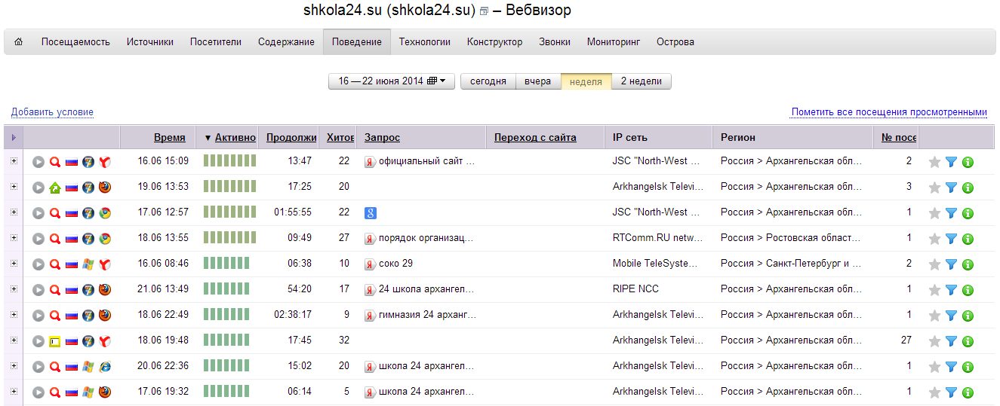 shkola24.su (shkola24.su) – Вебвизор
Посещаемость Источники Посетители Содержание Поведение Технологии Конструктор Звонки Мониторинг Острова
16 — 22 июня 2014 сегодня вчера неделя 2 недели
Добавить условие Пометить все посещения просмотренными
Время ▼ Активно Продолжи Хитов Запрос Переход с сайта IP сеть Регион № посе
16.06 15:09 13:47 22 Я официальный сайт ... JSC "North-West ... Россия > Архангельская обл... 2
19.06 13:53 17:25 20 Arkhangelsk Televi... Россия > Архангельская обл... 3
17.06 12:57 01:55:55 22 g JSC "North-West ... Россия > Архангельская обл... 1
18.06 13:55 09:49 27 Я порядок организац... RTComm.RU netw... Россия > Ростовская област... 1
16.06 08:46 06:38 10 Я соко 29 Mobile TeleSyste... Россия > Санкт-Петербург и ... 2
21.06 13:49 54:20 17 Я 24 школа архангел... RIPE NCC Россия > Архангельская обл... 1
18.06 22:49 02:38:17 9 Я гимназия 24 арханг... Arkhangelsk Televi... Россия > Архангельская обл... 1
18.06 19:48 17:45 32 Arkhangelsk Televi... Россия > Архангельская обл... 27
20.06 22:36 15:02 20 Я школа 24 архангел... Arkhangelsk Televi... Россия > Архангельская обл... 1
17.06 19:32 06:14 5 Я школа 24 архангел... Arkhangelsk Televi... Россия > Архангельская обл... 1